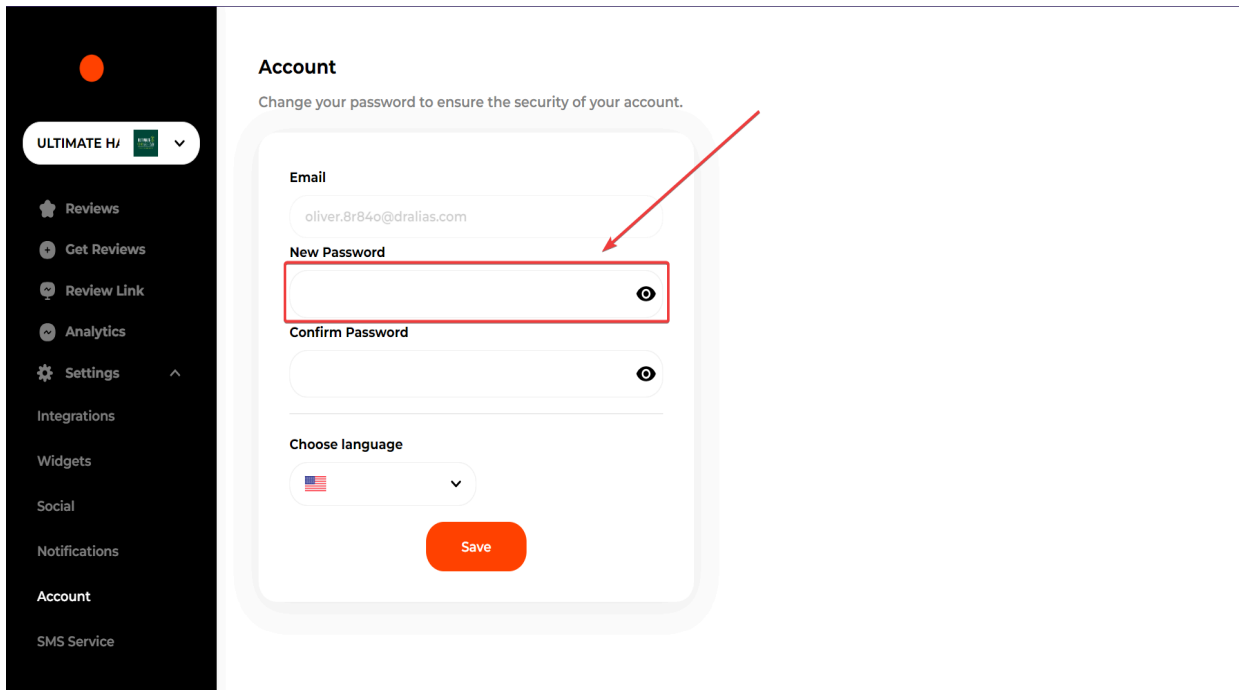 Account
Change your password to ensure the security of your account.
ULTIMATE HA
Reviews
Get Reviews
Review Link
Analytics
Settings
Integrations
Widgets
Social
Notifications
Account
SMS Service
Email
oliver.8r84o@dralias.com
New Password
Confirm Password
Choose language
Save